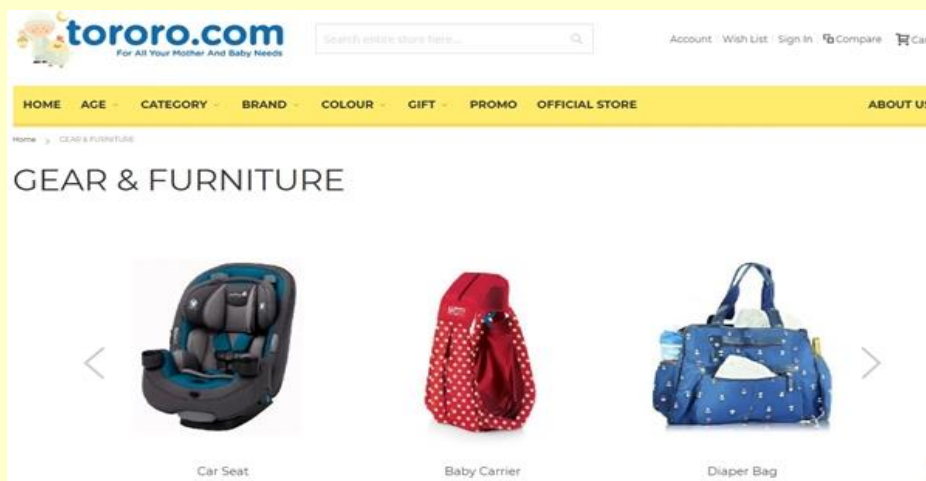 tororo.com
For All Your Mother And Baby Needs
Search entire store here...
Account Wish List Sign In Compare
HOME AGE CATEGORY BRAND COLOUR GIFT PROMO OFFICIAL STORE ABOUT US
Home > GEAR & FURNITURE
GEAR & FURNITURE
Car Seat Baby Carrier Diaper Bag